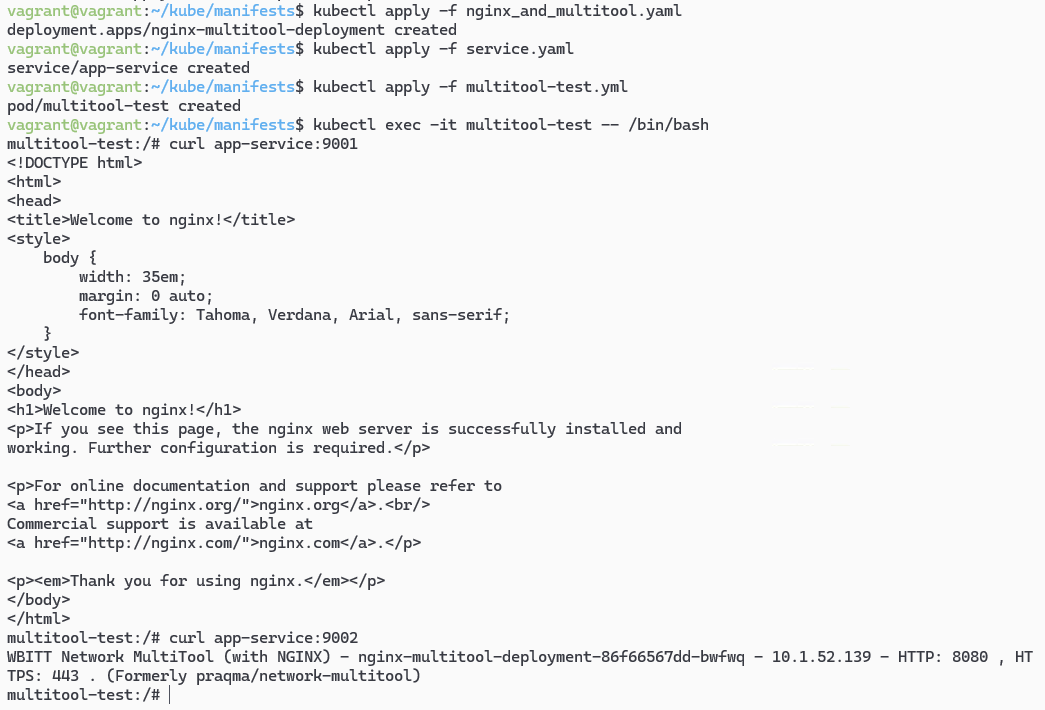 vagrant@vagrant:~/kube/manifests$ kubectl apply -f nginx_and_multitool.yaml
deployment.apps/nginx-multitool-deployment created
vagrant@vagrant:~/kube/manifests$ kubectl apply -f service.yaml
service/app-service created
vagrant@vagrant:~/kube/manifests$ kubectl apply -f multitool-test.yml
pod/multitool-test created
vagrant@vagrant:~/kube/manifests$ kubectl exec -it multitool-test -- /bin/bash
multitool-test:/# curl app-service:9001
<!DOCTYPE html>
<html>
<head>
<title>Welcome to nginx!</title>
<style>
    body {
        width: 35em;
        margin: 0 auto;
        font-family: Tahoma, Verdana, Arial, sans-serif;
    }
</style>
</head>
<body>
<h1>Welcome to nginx!</h1>
<p>If you see this page, the nginx web server is successfully installed and
working. Further configuration is required.</p>

<p>For online documentation and support please refer to
<a href="http://nginx.org/">nginx.org</a>.<br/>
Commercial support is available at
<a href="http://nginx.com/">nginx.com</a>.</p>

<p><em>Thank you for using nginx.</em></p>
</body>
</html>
multitool-test:/# curl app-service:9002
WBITT Network MultiTool (with NGINX) - nginx-multitool-deployment-86f66567dd-bwfwq - 10.1.52.139 - HTTP: 8080 , HT
TPS: 443 . (Formerly praqma/network-multitool)
multitool-test:/#